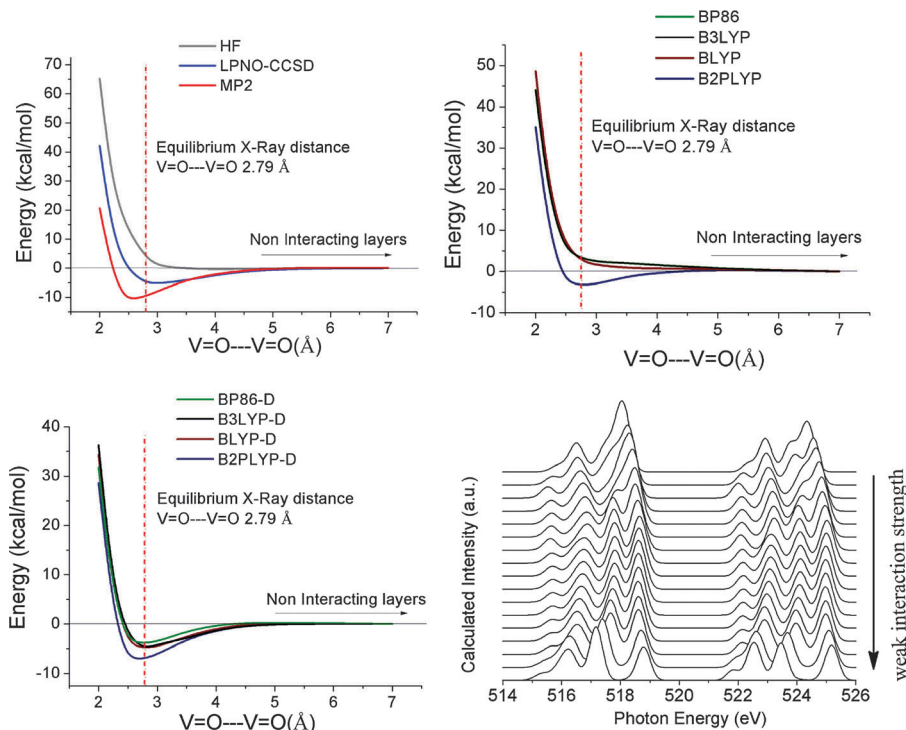 HF
LPNO-CCSD
MP2
Equilibrium X-Ray distance
V=O---V=O 2.79 Å
Non Interacting layers
Energy (kcal/mol)
70
60
50
40
30
20
10
0
-10
2 3 4 5 6 7
V=O---V=O(Å)
BP86
B3LYP
BLYP
B2PLYP
Equilibrium X-Ray distance
V=O---V=O 2.79 Å
Non Interacting layers
Energy (kcal/mol)
50
40
30
20
10
0
-10
2 3 4 5 6 7
V=O---V=O(Å)
BP86-D
B3LYP-D
BLYP-D
B2PLYP-D
Equilibrium X-Ray distance
V=O---V=O 2.79 Å
Non Interacting layers
Energy (kcal/mol)
40
30
20
10
0
-10
2 3 4 5 6 7
V=O---V=O(Å)
Calculated Intensity (a.u.)
weak interaction strength
514 516 518 520 522 524 526
Photon Energy (eV)